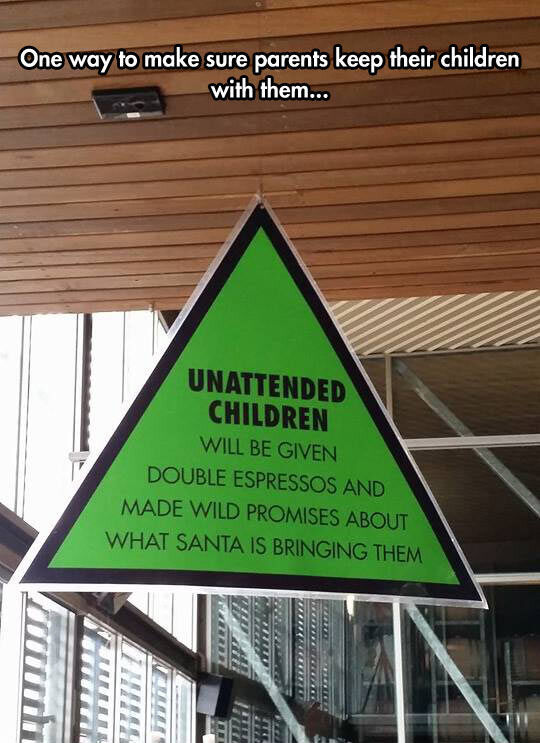 One way to make sure parents keep their children
with them...
UNATTENDED
CHILDREN
WILL BE GIVEN
DOUBLE ESPRESSOS AND
MADE WILD PROMISES ABOUT
WHAT SANTA IS BRINGING THEM